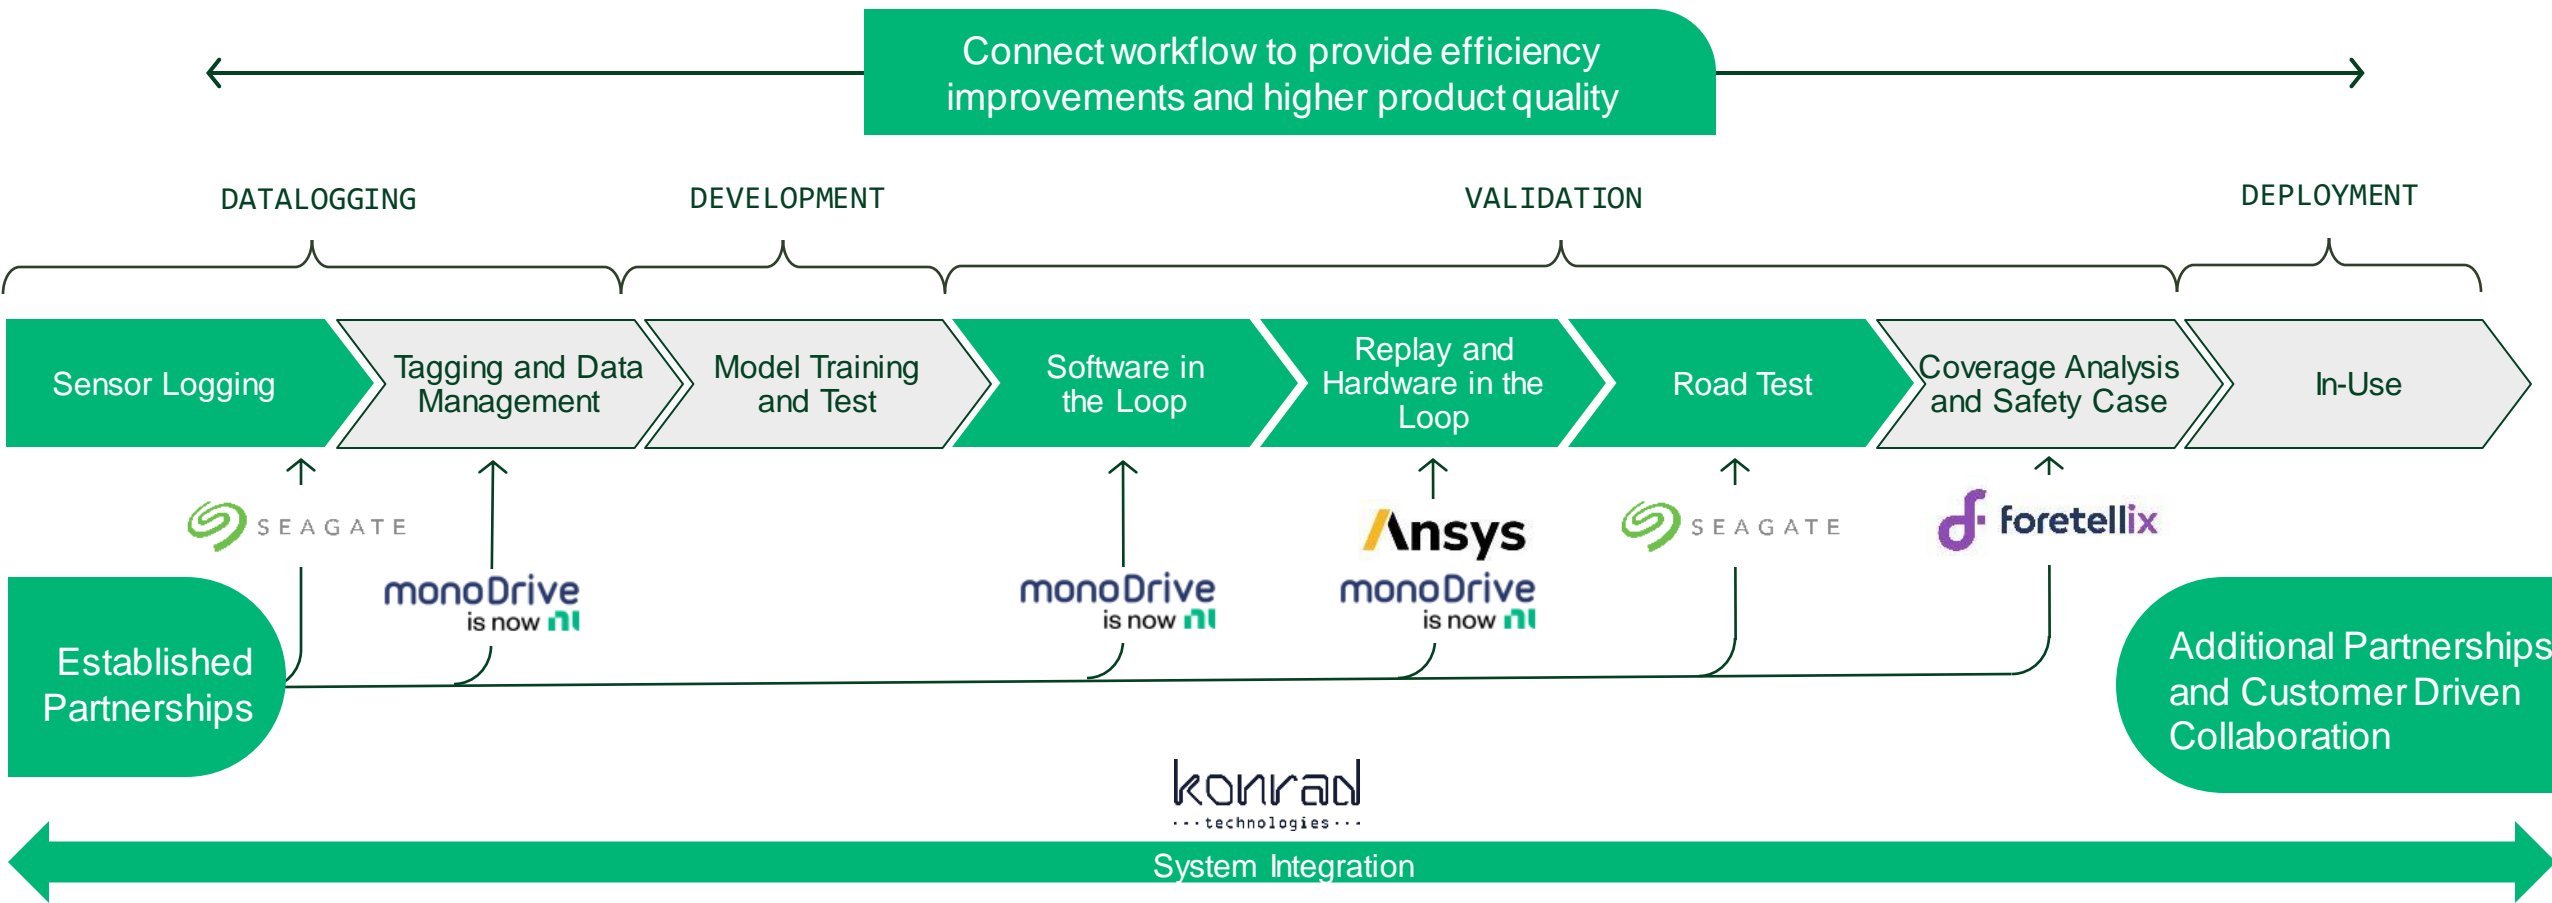 Connect workflow to provide efficiency
improvements and higher product quality
DATALOGGING
DEVELOPMENT
VALIDATION
DEPLOYMENT
Sensor Logging
Tagging and Data
Management
Model Training
and Test
Software in
the Loop
Replay and
Hardware in the
Loop
Road Test
Coverage Analysis
and Safety Case
In-Use
SEAGATE
monoDrive
is now nı
monoDrive
is now nı
Ansys
monoDrive
is now nı
SEAGATE
foretellix
Established
Partnerships
Additional Partnerships
and Customer Driven
Collaboration
konrad
···technologies···
System Integration